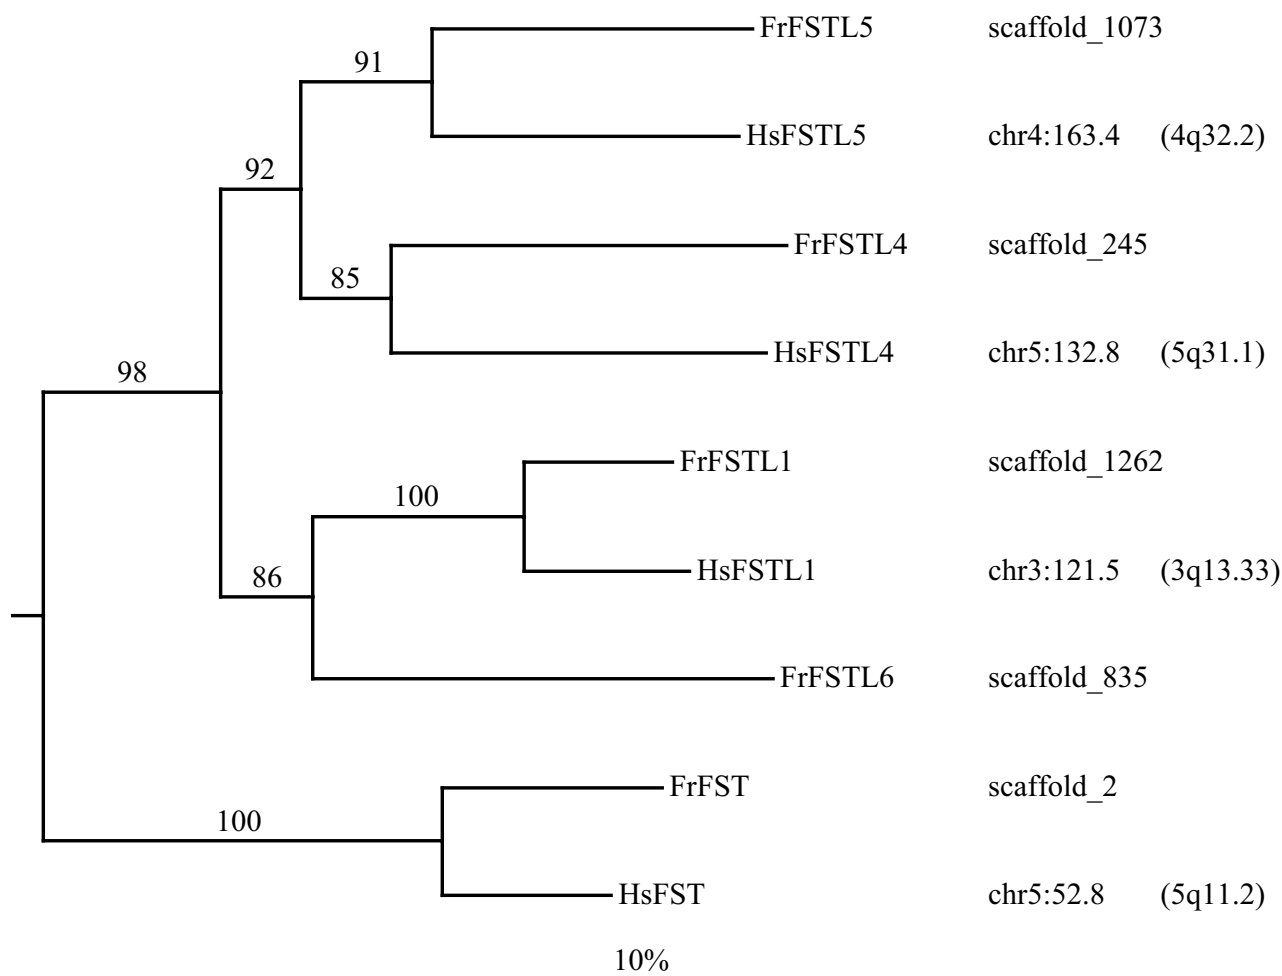 FrFSTL5 scaffold_1073
91
HsFSTL5 chr4:163.4 (4q32.2)
92
FrFSTL4 scaffold_245
85
HsFSTL4 chr5:132.8 (5q31.1)
98
FrFSTL1 scaffold_1262
100
HsFSTL1 chr3:121.5 (3q13.33)
86
FrFSTL6 scaffold_835
FrFST scaffold_2
100
HsFST chr5:52.8 (5q11.2)
10%